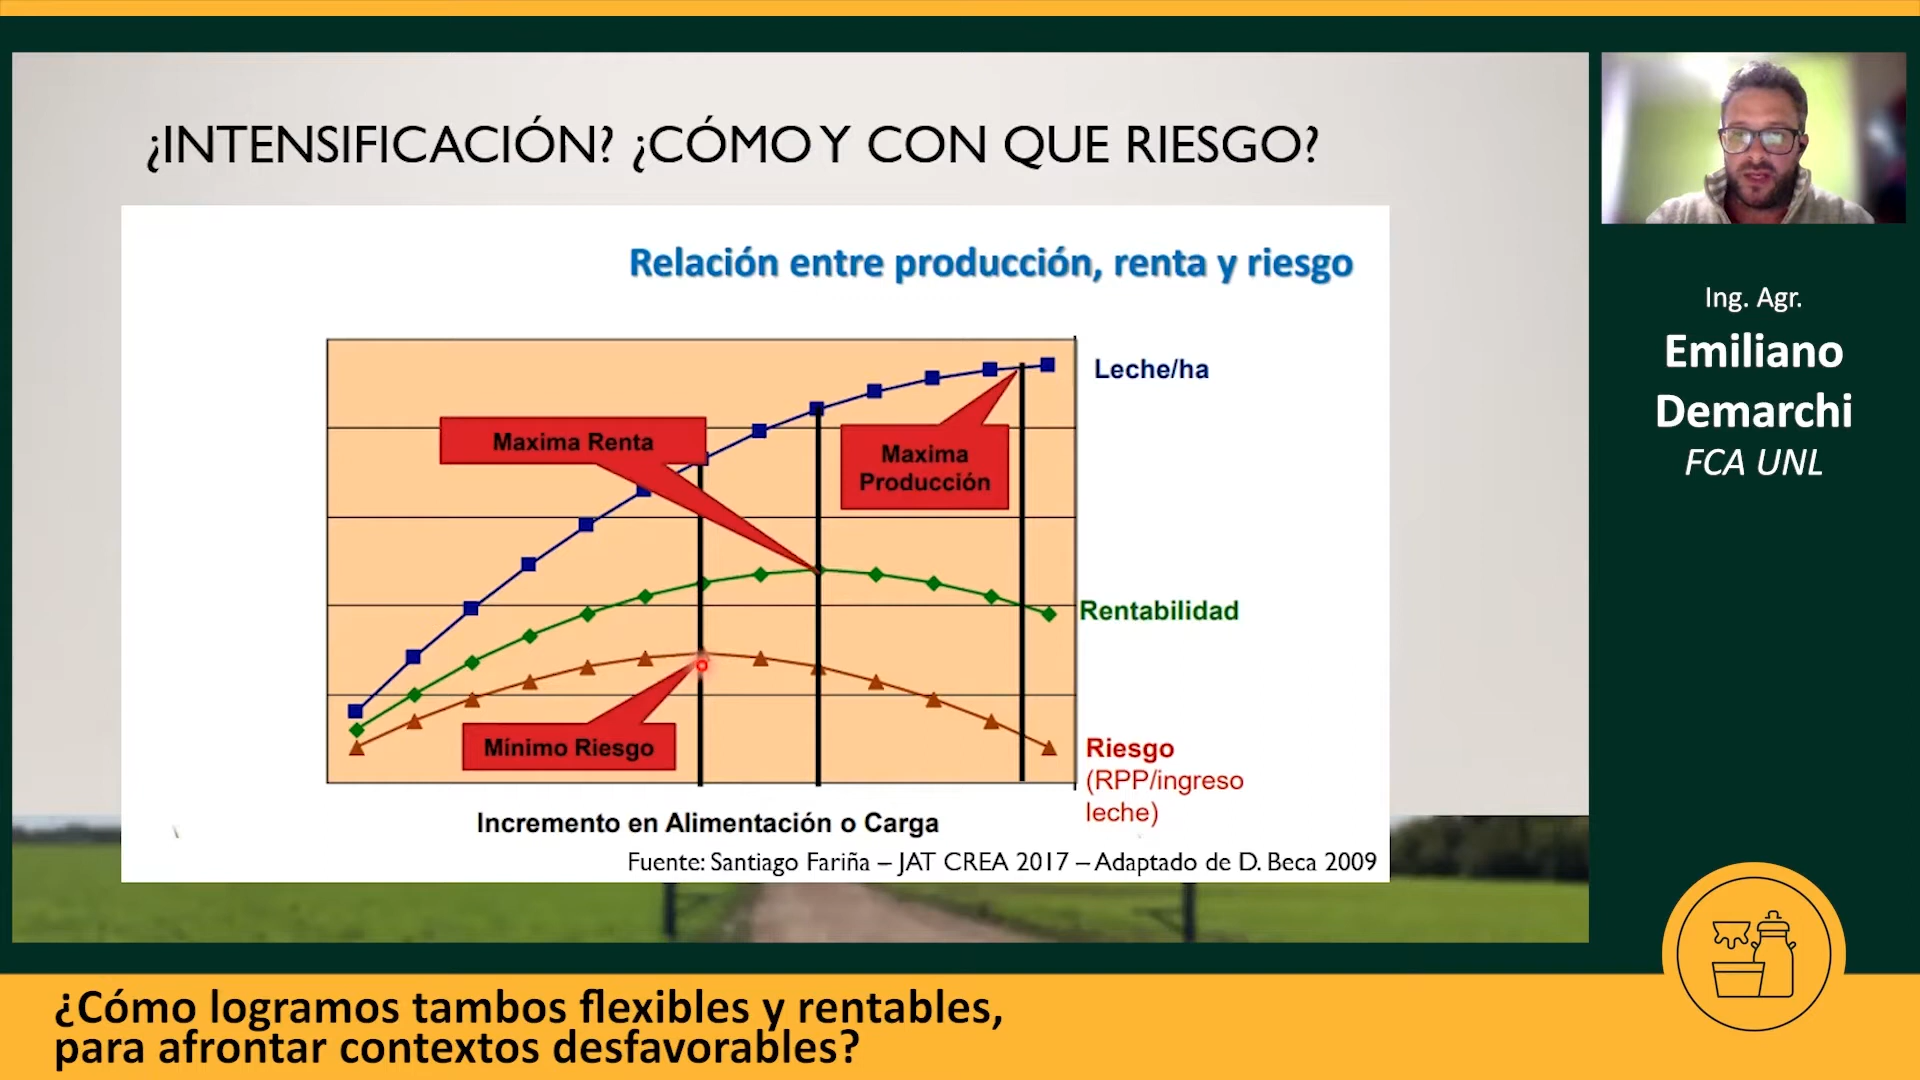 ¿INTENSIFICACIÓN? ¿CÓMO Y CON QUE RIESGO?
Relación entre producción, renta y riesgo
Leche/ha
Maxima Renta
Maxima
Producción
Rentabilidad
Mínimo Riesgo
Riesgo
(RPP/ingreso
leche)
Incremento en Alimentación o Carga
Fuente: Santiago Fariña – JAT CREA 2017 – Adaptado de D. Beca 2009
Ing. Agr.
Emiliano
Demarchi
FCA UNL
¿Cómo logramos tambos flexibles y rentables,
para afrontar contextos desfavorables?